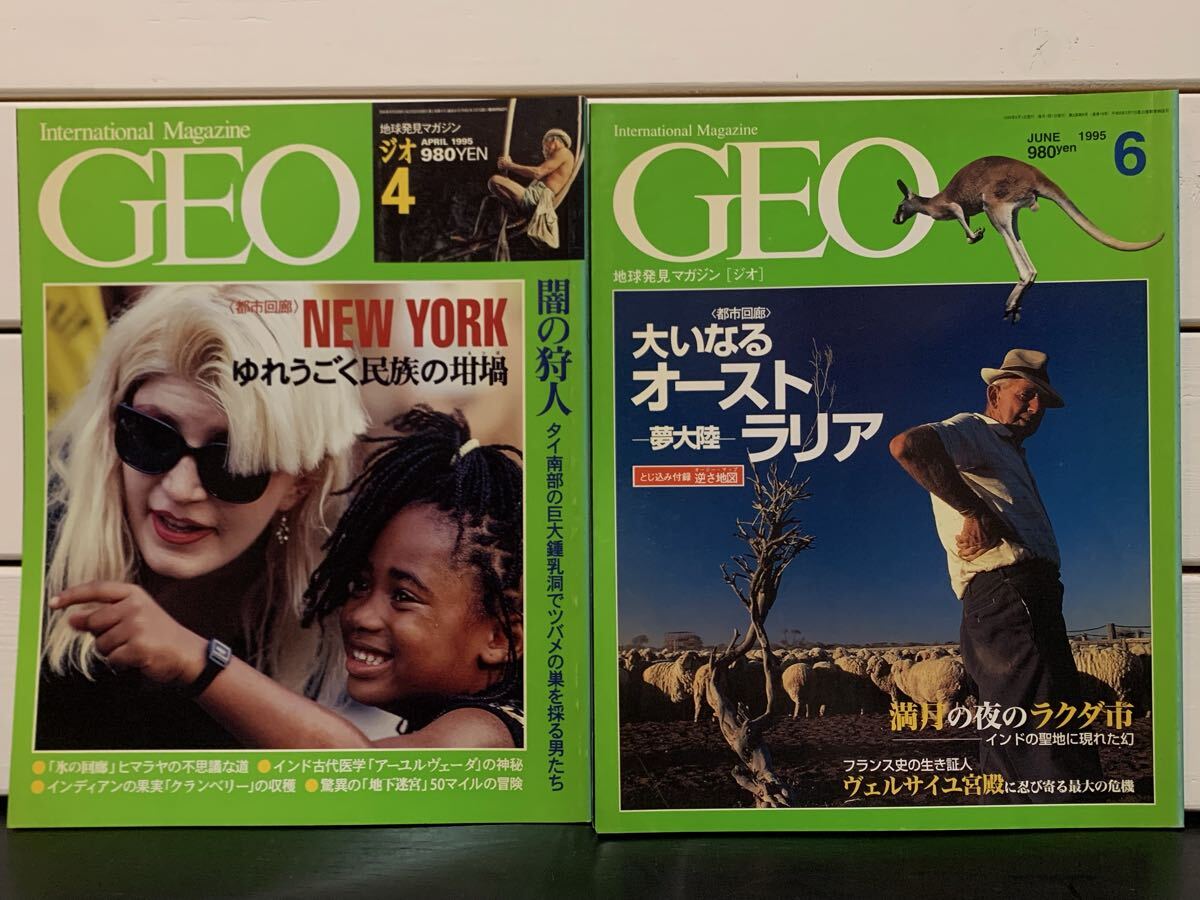 International Magazine
GEO
地球発見マガジン
ジオ
APRIL 1995
980YEN
4
〈都市回廊〉
NEW YORK
ゆれうごく民族の坩堝
闇の狩人
タイ南部の巨大鍾乳洞でツバメの巣を採る男たち
●「氷の回廊」ヒマラヤの不思議な道 ●インド古代医学「アーユルヴェーダ」の神秘
●インディアンの果実「クランベリー」の収穫 ●驚異の「地下迷宮」50マイルの冒険
International Magazine
GEO
JUNE 1995
980yen
6
地球発見マガジン［ジオ］
〈都市回廊〉
大いなる
オースト
ラリア
―夢大陸―
とじ込み付録 逆さ地図
オージー・マップ
満月の夜のラクダ市
インドの聖地に現れた幻
フランス史の生き証人
ヴェルサイユ宮殿に忍び寄る最大の危機